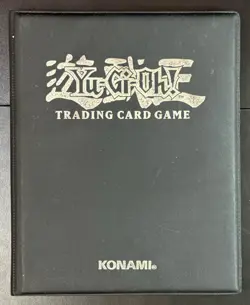 遊戯王
Yu-Gi-Oh!
TRADING CARD GAME
KONAMI®